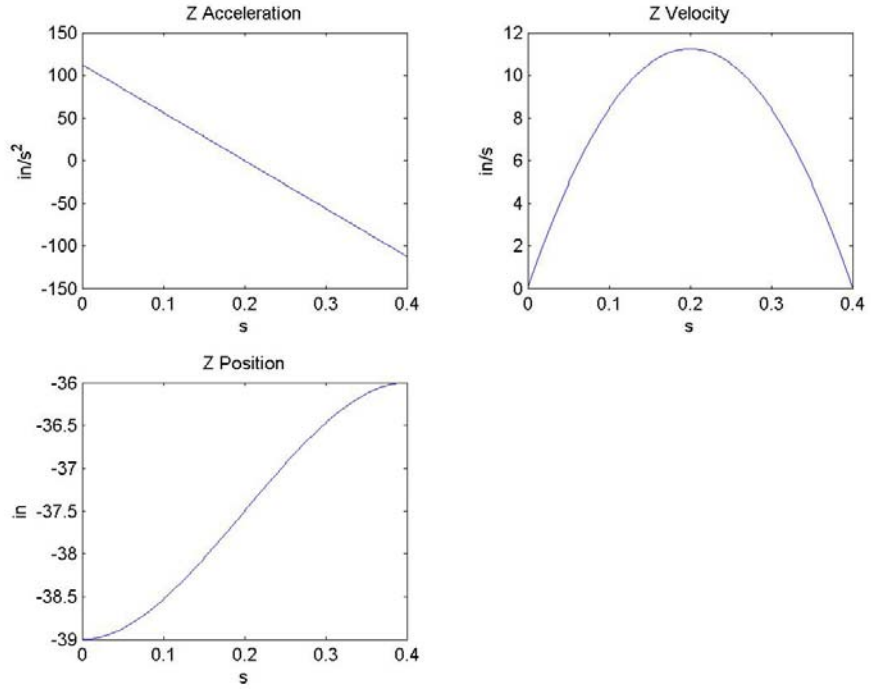 Z Acceleration
150
100
50
0
-50
-100
-150
in/s²
0 0.1 0.2 0.3 0.4
s
Z Velocity
12
10
8
6
4
2
0
in/s
0 0.1 0.2 0.3 0.4
s
Z Position
-36
-36.5
-37
-37.5
-38
-38.5
-39
in
0 0.1 0.2 0.3 0.4
s